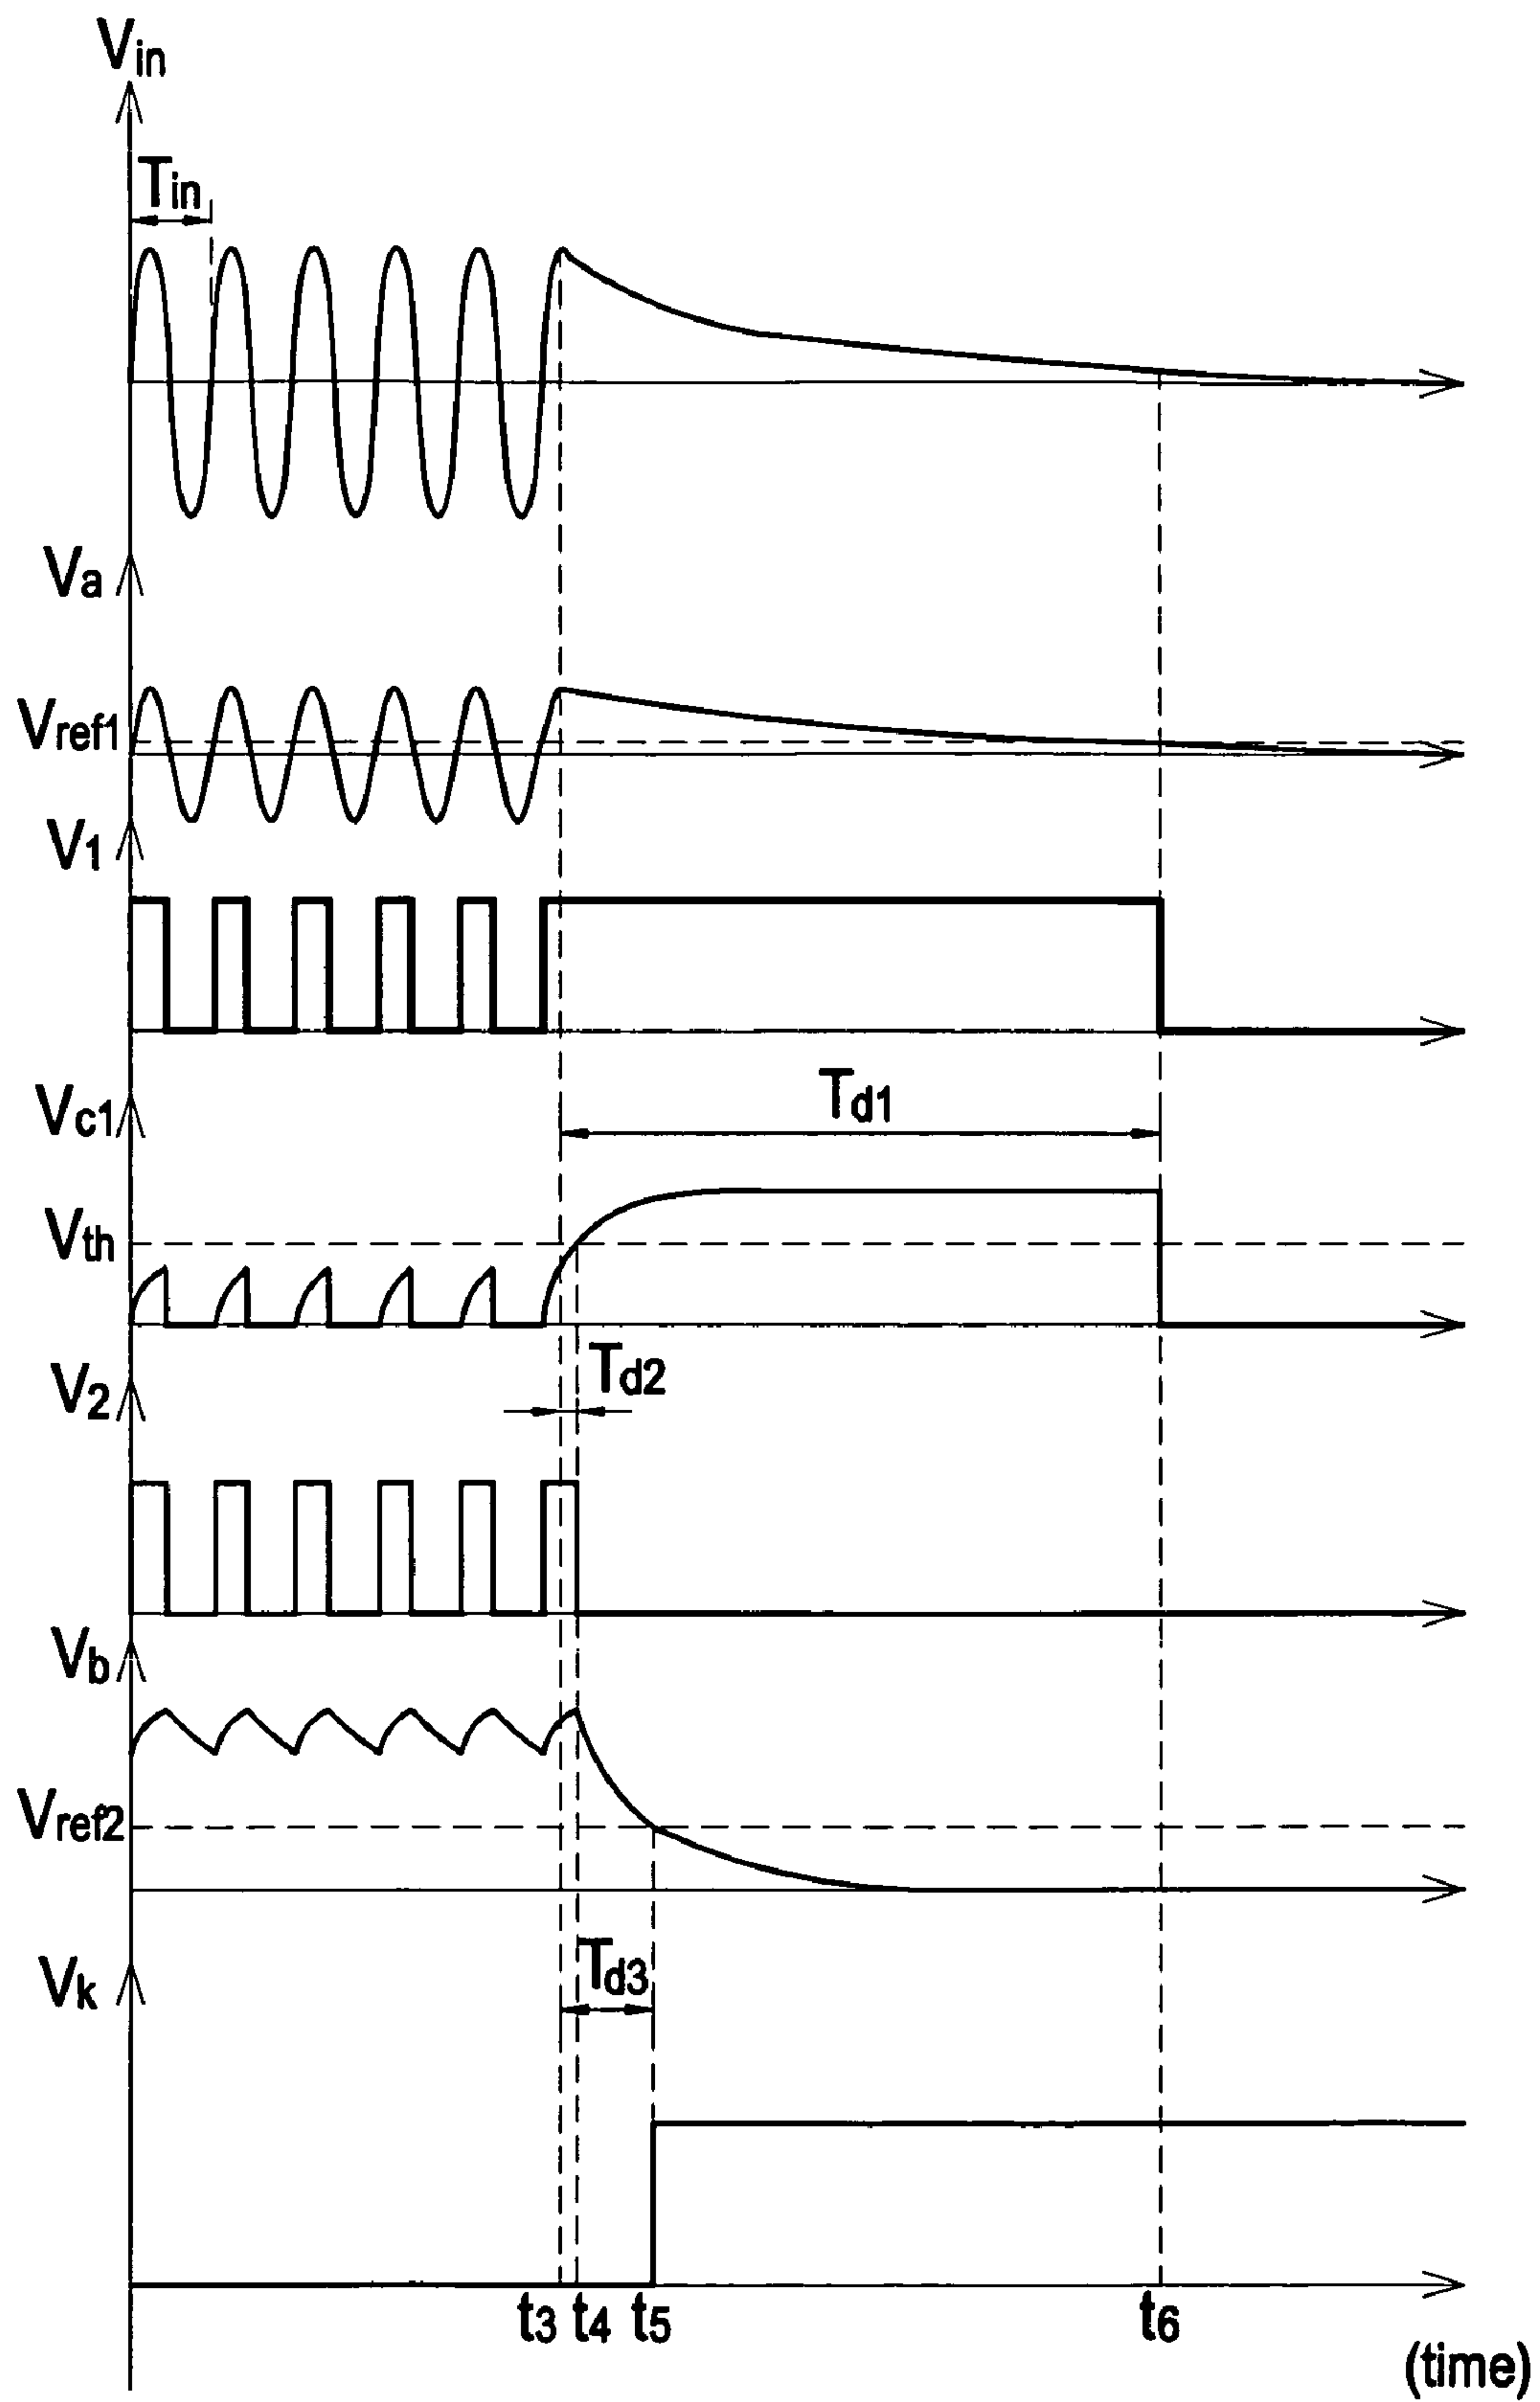 Vin
Tin
Va
Vref1
V1
Vc1
Td1
Vth
Td2
V2
Vb
Vref2
Td3
Vk
t3 t4 t5 t6
(time)